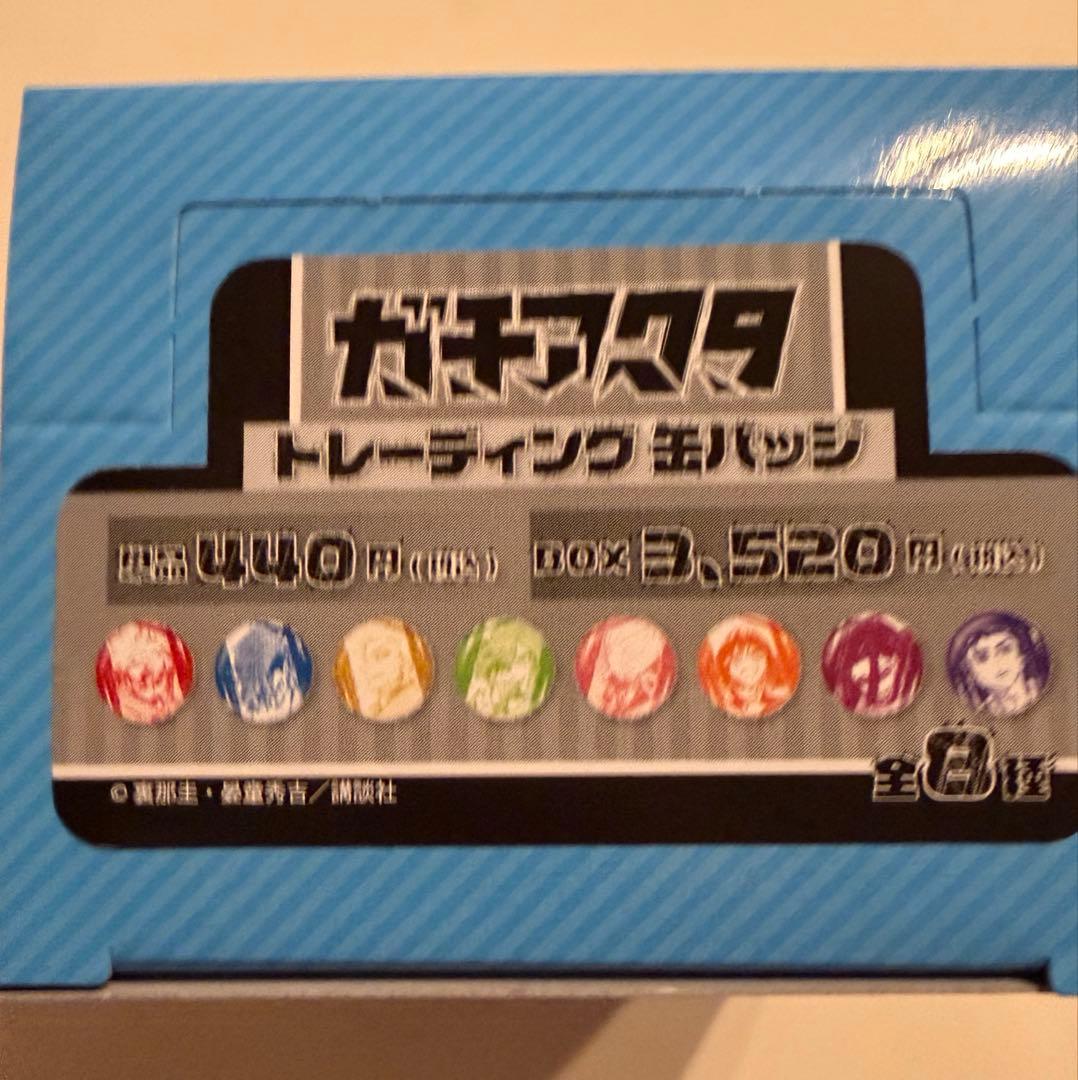 ガチアクタ
トレーディング缶バッジ
単品440円(税込) BOX 3,520円(税込)
全8種
©裏那圭・晏童秀吉／講談社